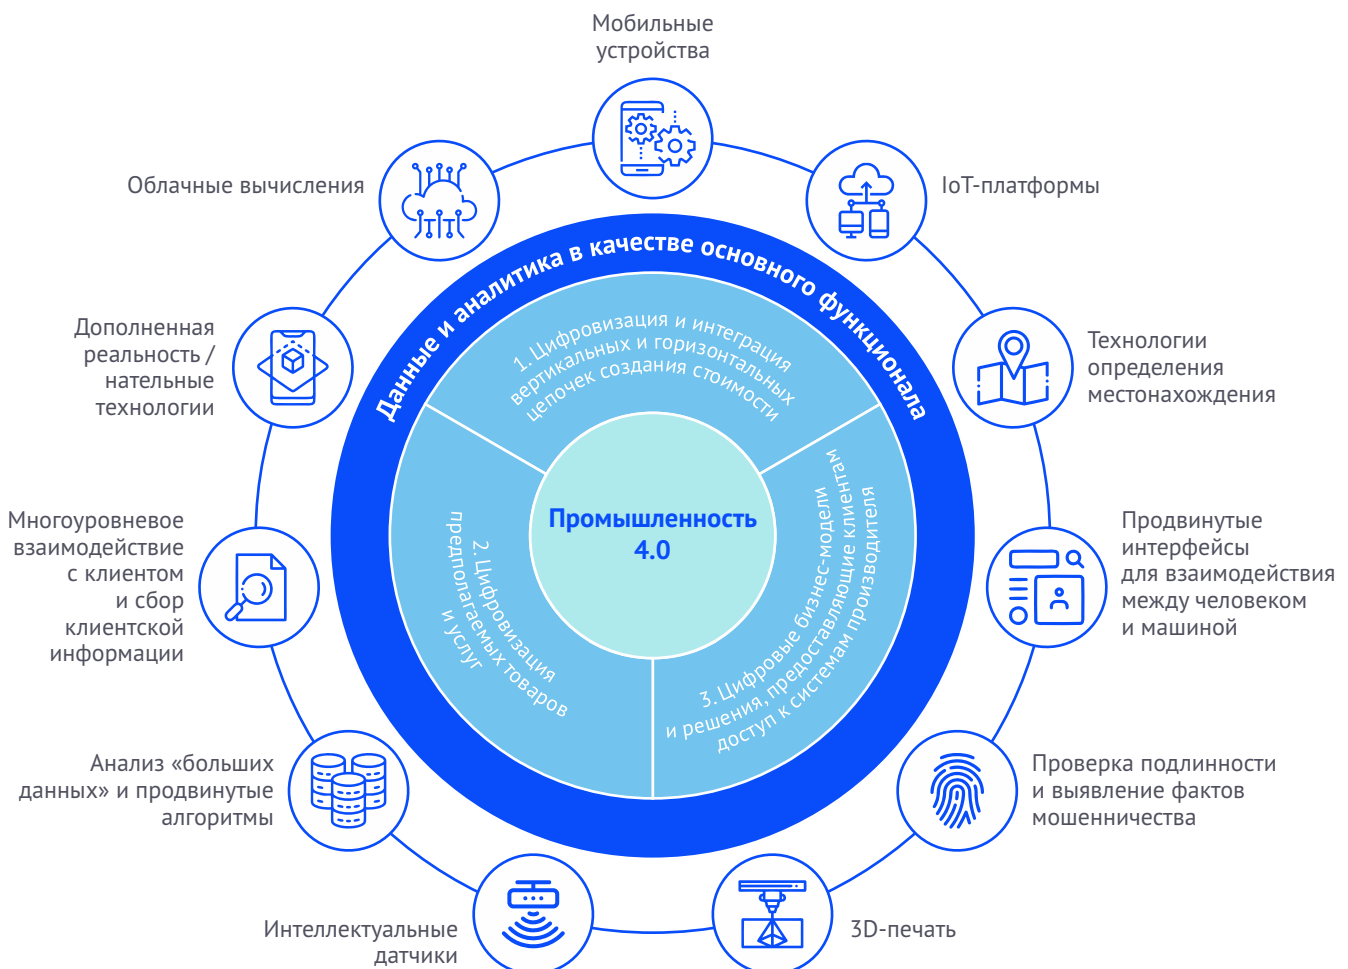 Мобильные
устройства
Облачные вычисления
IoT-платформы
Данные и аналитика в качестве основного функционала
Дополненная
реальность /
нательные
технологии
1. Цифровизация и интеграция
вертикальных и горизонтальных
цепочек создания стоимости
Технологии
определения
местонахождения
Промышленность
4.0
Многоуровневое
взаимодействие
с клиентом
и сбор
клиентской
информации
2. Цифровизация
предполагаемых товаров
и услуг
3. Цифровые бизнес-модели
и решения, предоставляющие клиентам
доступ к системам производителя
Продвинутые
интерфейсы
для взаимодействия
между человеком
и машиной
Анализ «больших
данных» и продвинутые
алгоритмы
Проверка подлинности
и выявление фактов
мошенничества
Интеллектуальные
датчики
3D-печать